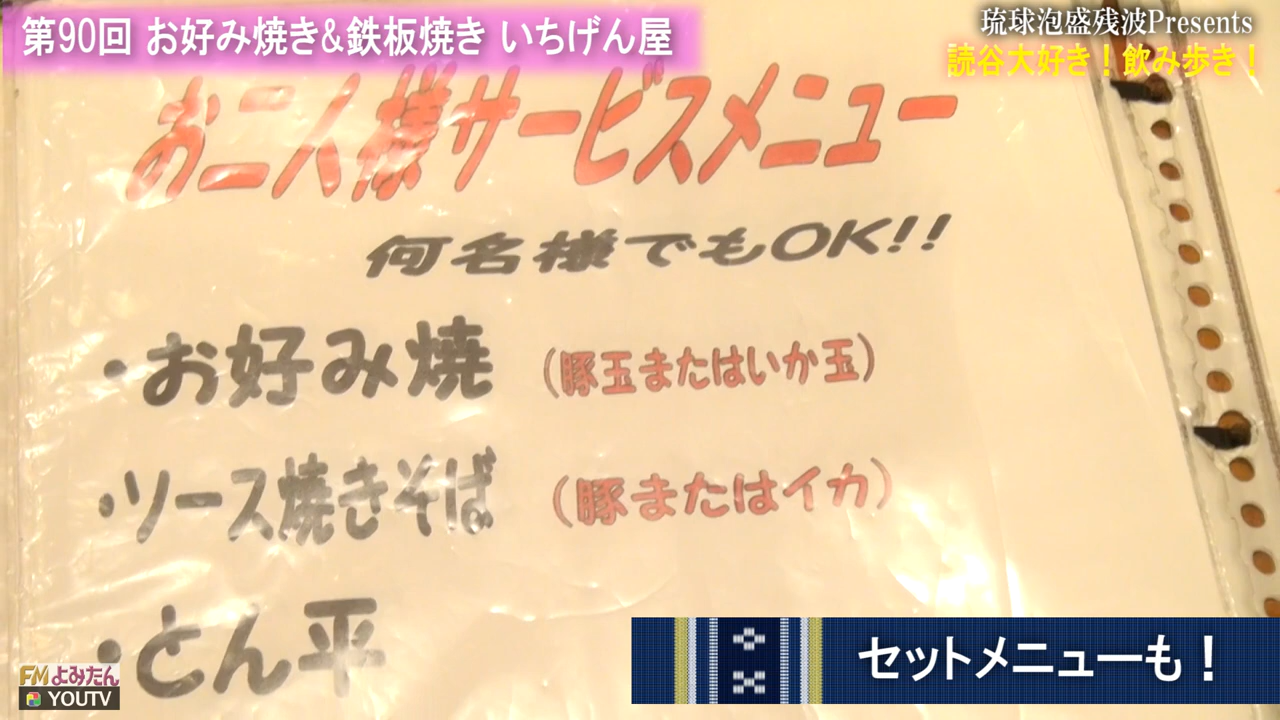 第90回 お好み焼き&鉄板焼き いちげん屋
琉球泡盛残波Presents
読谷大好き！飲み歩き！
お二人様サービスメニュー
何名様でもOK!!
・お好み焼 (豚玉またはいか玉)
・ソース焼きそば (豚またはイカ)
・とん平
セットメニューも！
FMよみたん
YOUTV